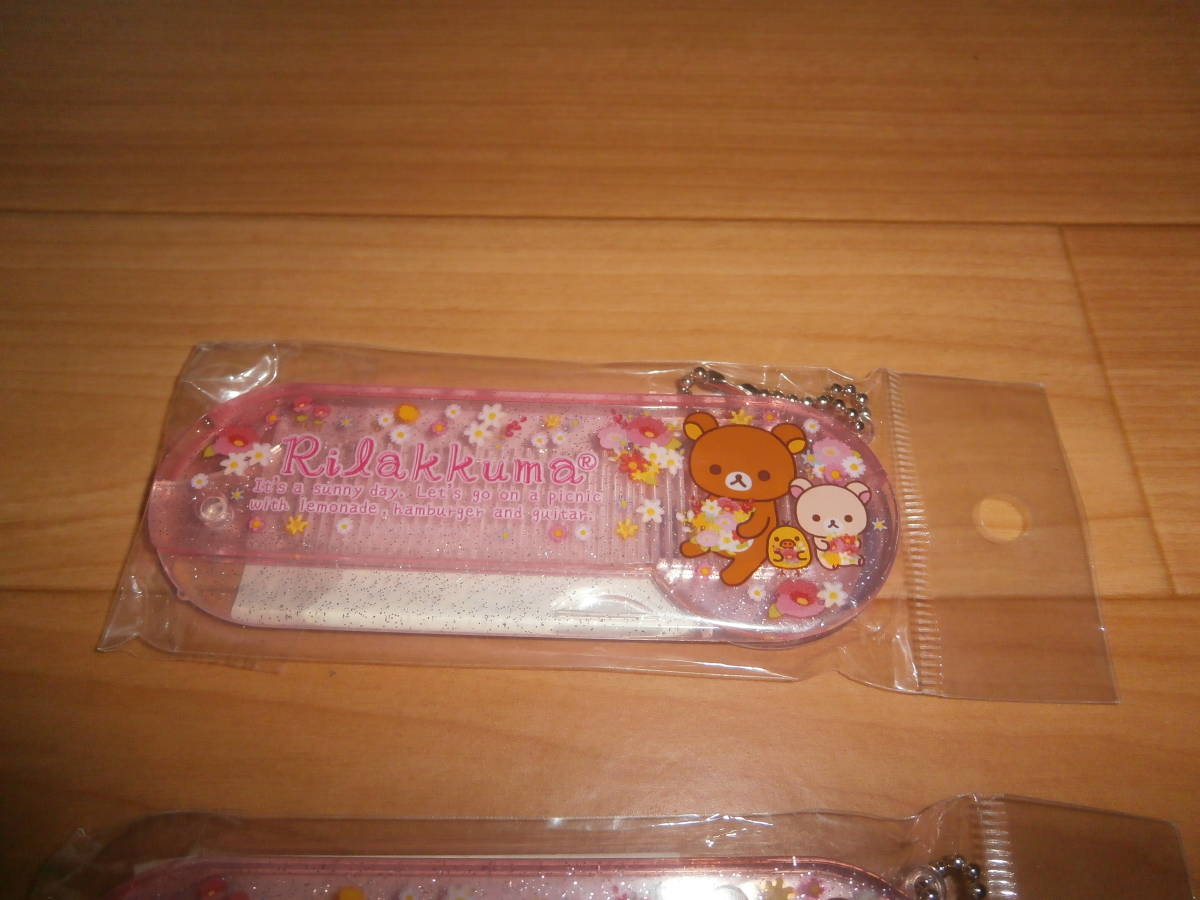 Rilakkuma®
It's a sunny day. Let's go on a picnic
with lemonade, hamburger and guitar.